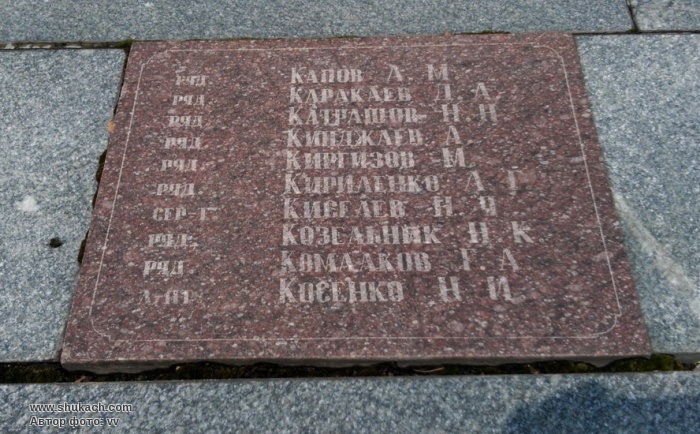 РЯД. КАПОВ А. М
РЯД. КАРАКАЕВ Д. А
РЯД. КАТРАШОВ Н Н
РЯД. КИНДЖАЕВ А
РЯД. КИРГИЗОВ М
РЯД. КИРИЛЕНКО А Г
СЕР-Т КИСЕЛЕВ Н. Ч
РЯД. КОЗЕЛЬНИК Н. К
РЯД. КОМАЛКОВ Г. А
КОСЕНКО Н И
www.shukach.com
Автор фото: vv